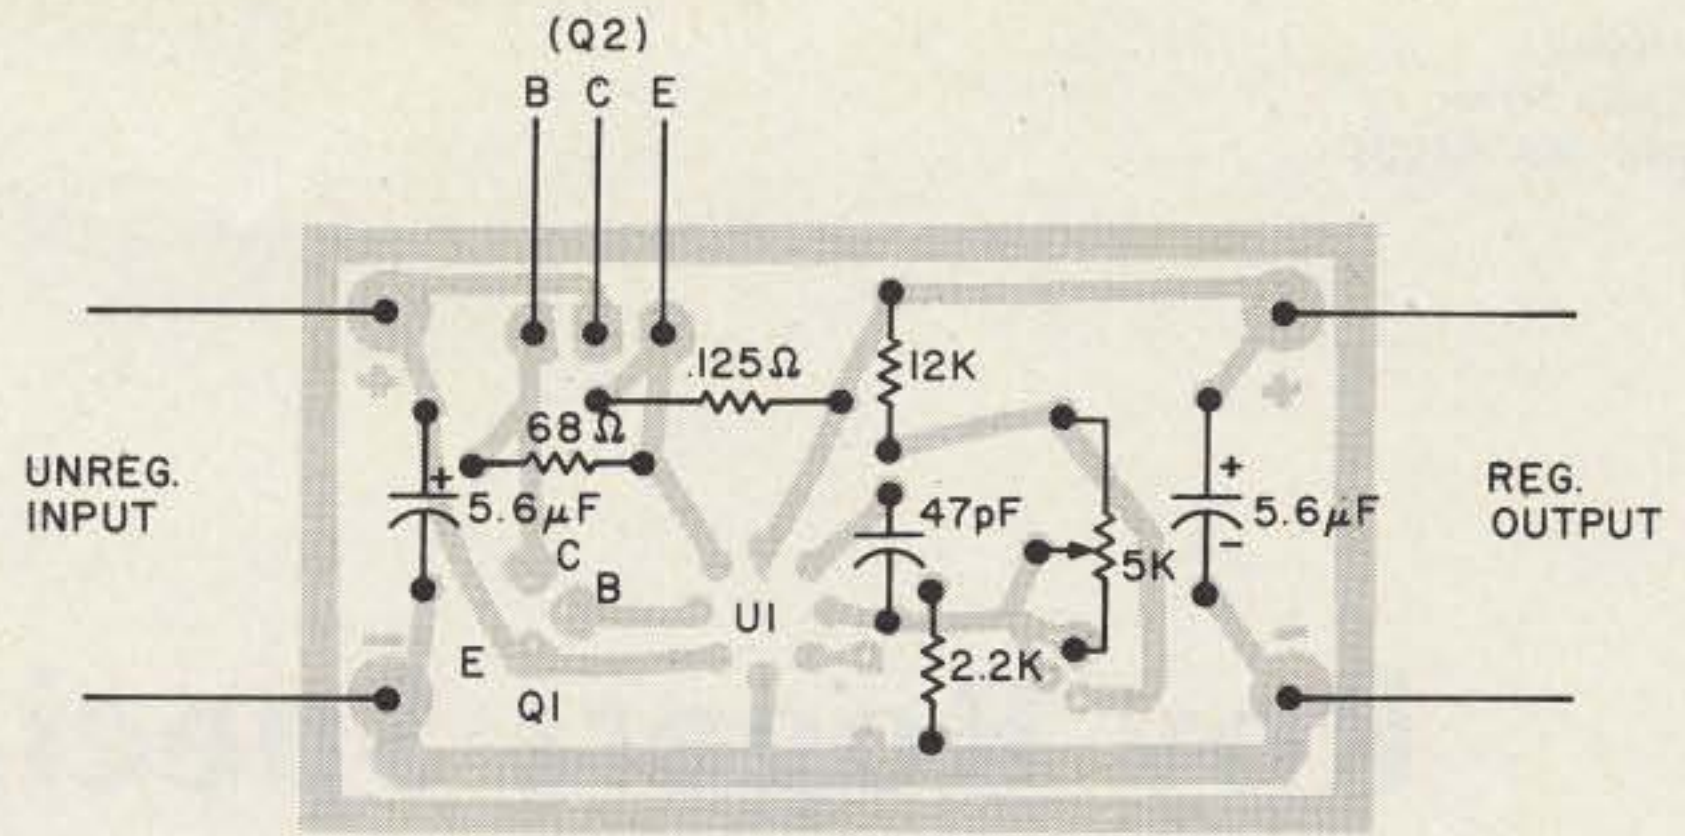 (Q2)
B C E
.125Ω
12K
68Ω
+
+
UNREG.
INPUT
+
5.6µF
47pF
+
5.6µF
-
REG.
OUTPUT
C
B
5K
U1
-
-
E
2.2K
Q1